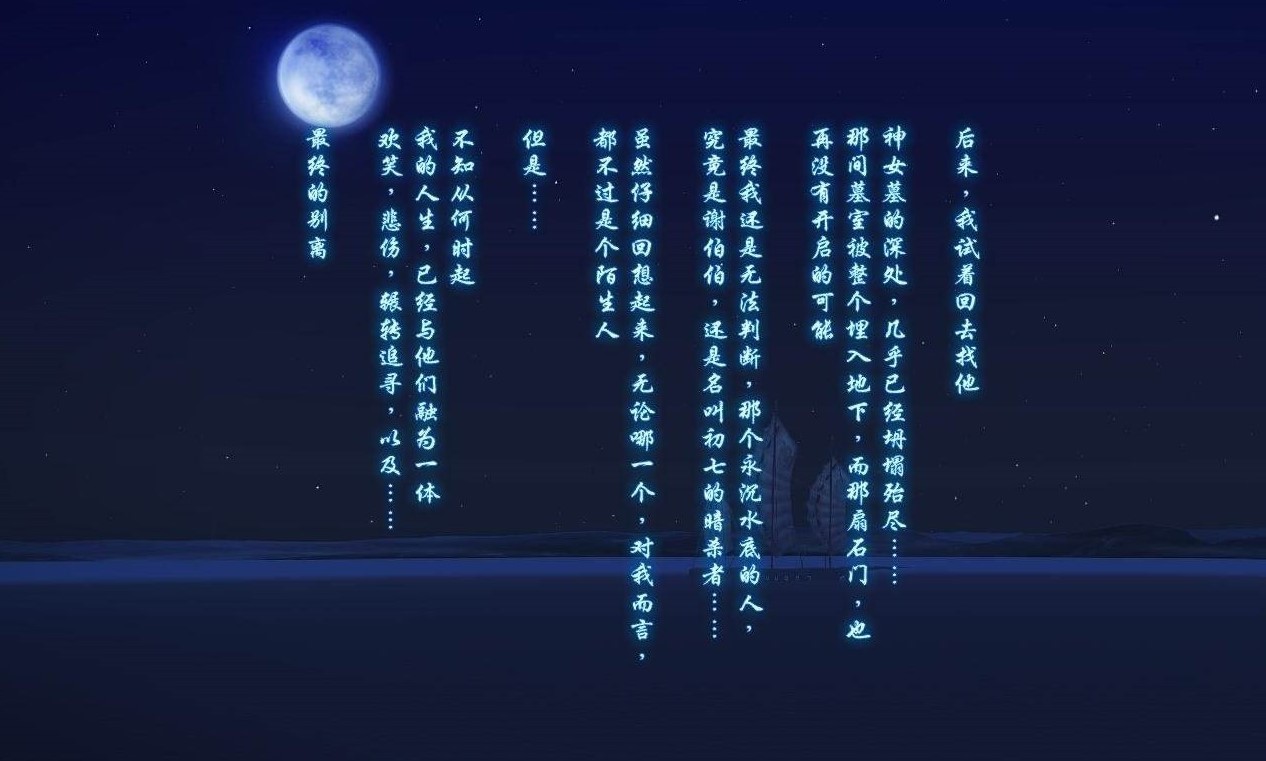 后来，我试着回去找他
神女墓的深处，几乎已经坍塌殆尽……
那间墓室被整个埋入地下，而那扇石门，也
再没有开启的可能
最终我还是无法判断，那个永沉水底的人，
究竟是谢伯伯，还是名叫初七的暗杀者……
虽然仔细回想起来，无论哪一个，对我而言，
都不过是个陌生人
但是……
不知从何时起
我的人生，已经与他们融为一体
欢笑，悲伤，辗转追寻，以及……
最终的别离